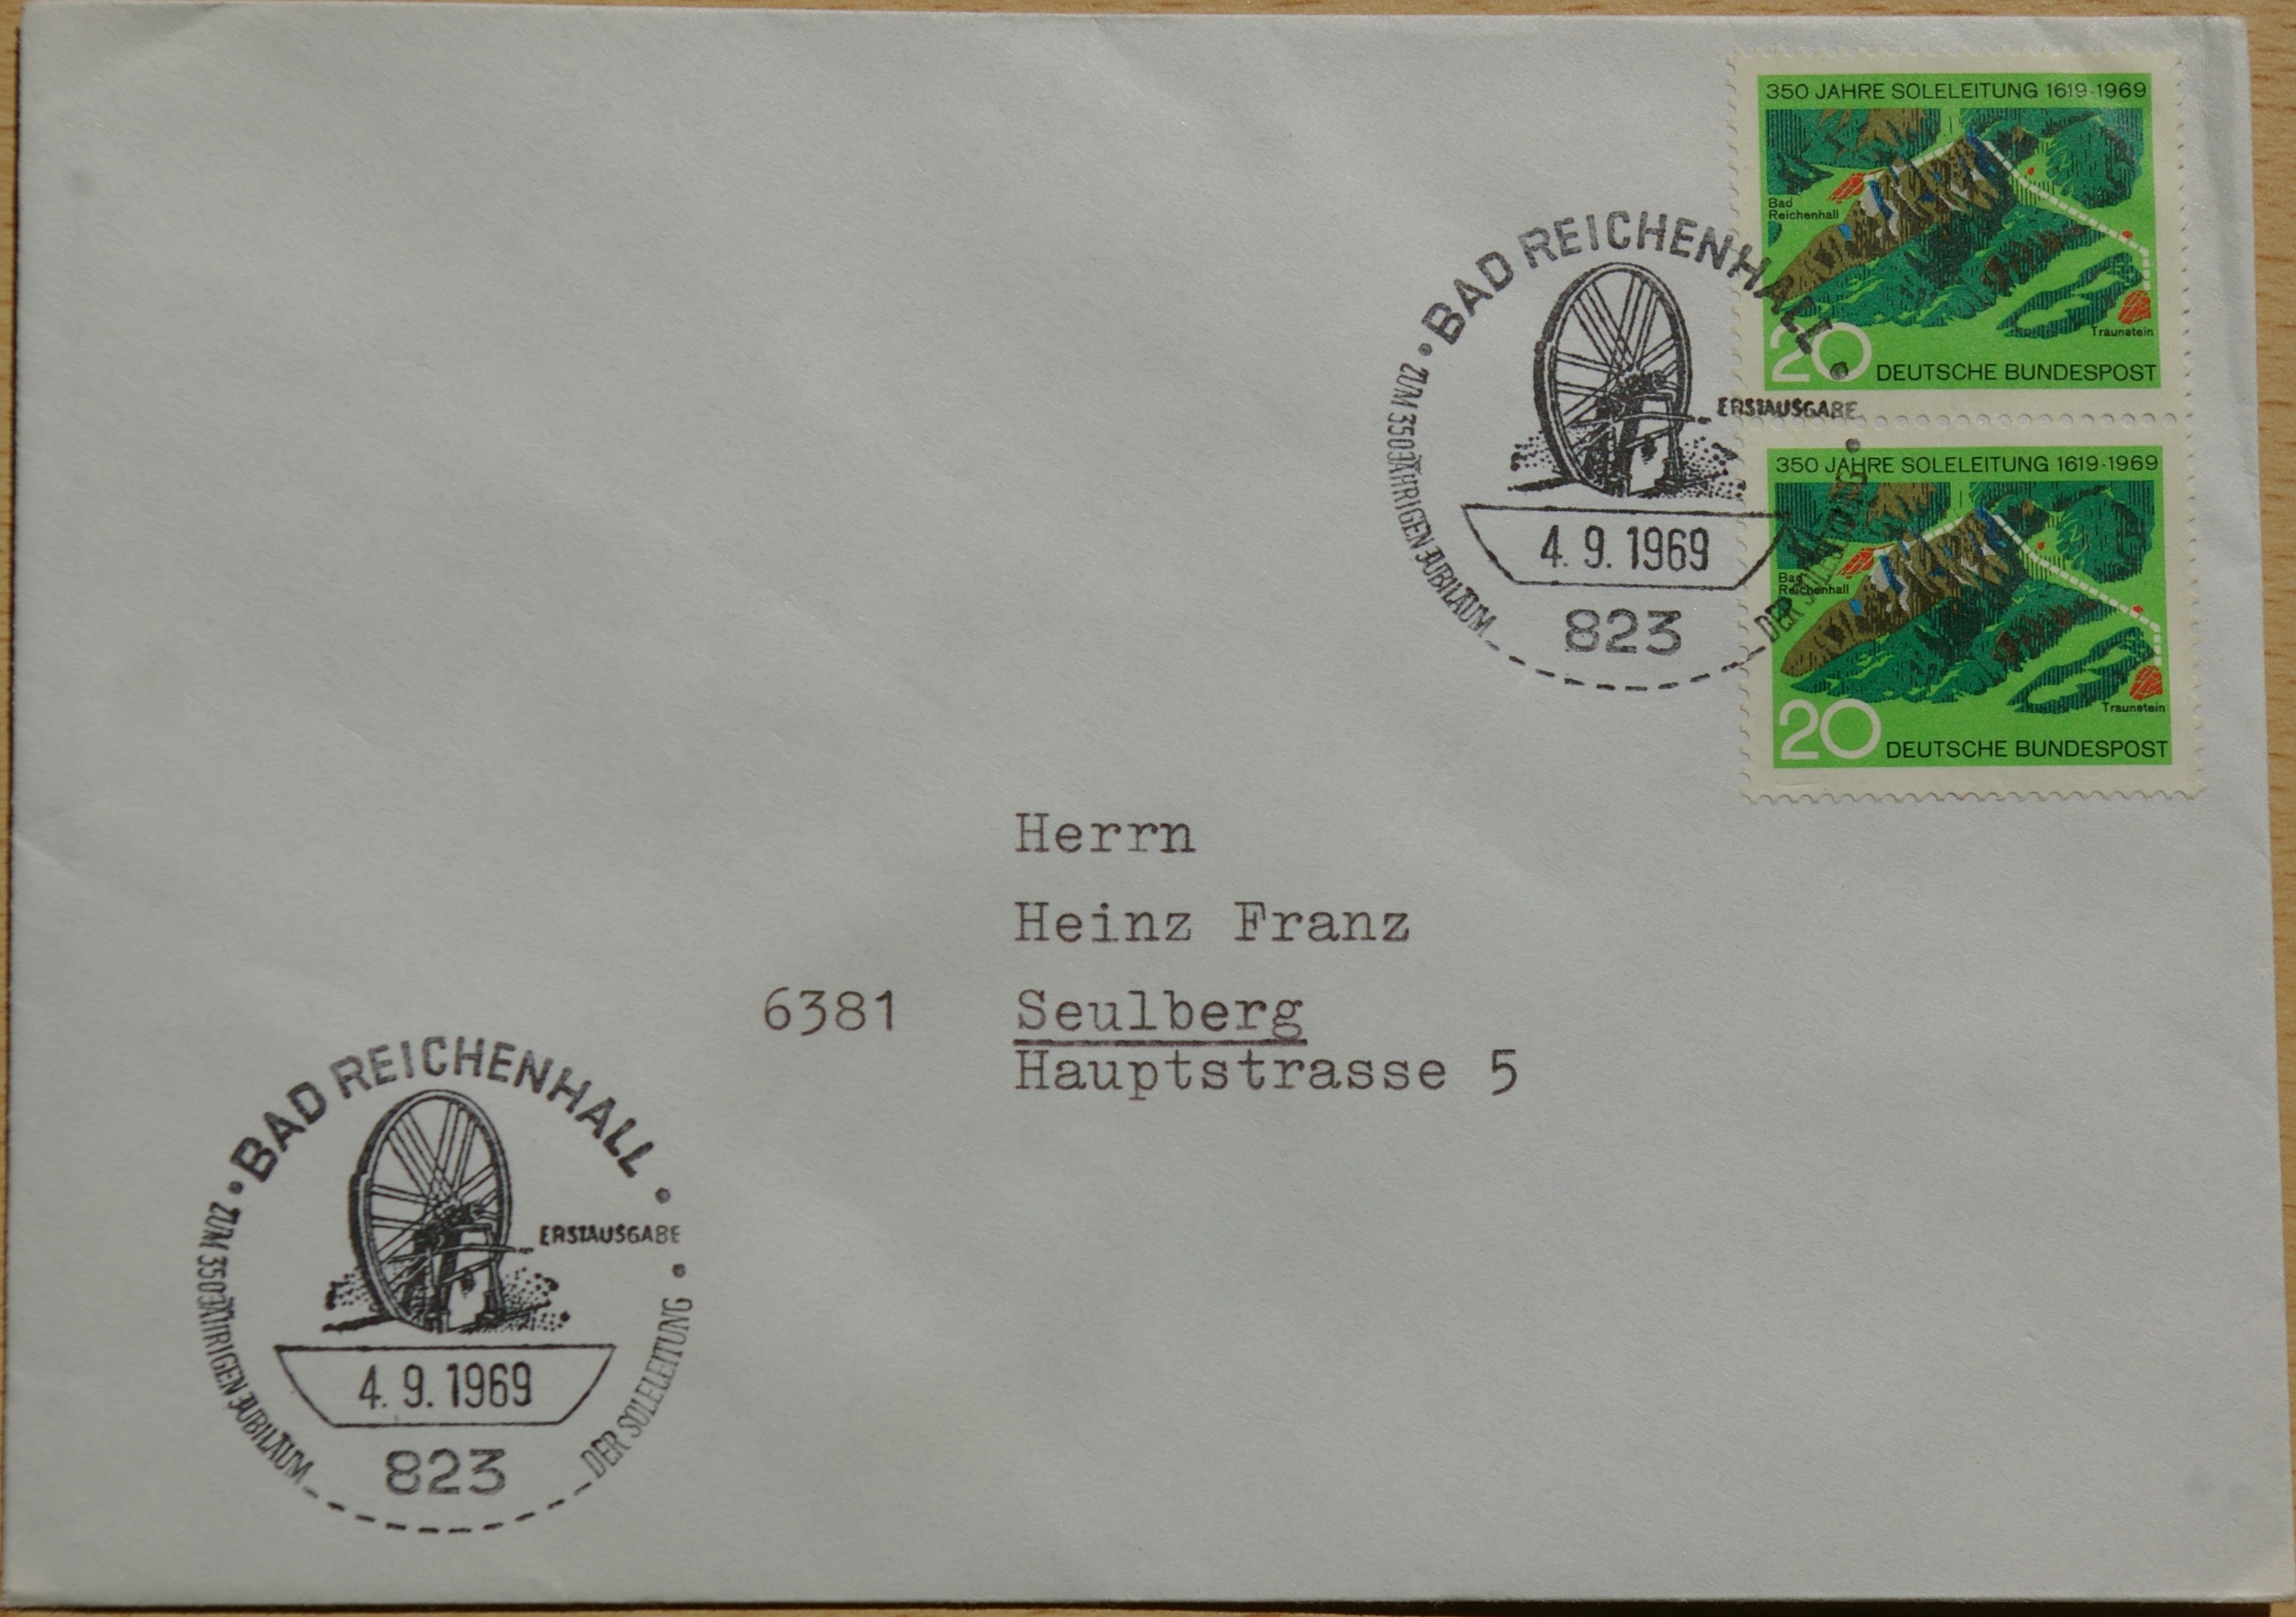 350 JAHRE SOLELEITUNG 1619-1969
Bad
Reichenhall
Traunstein
20 DEUTSCHE BUNDESPOST
350 JAHRE SOLELEITUNG 1619-1969
Bad
Reichenhall
Traunstein
20 DEUTSCHE BUNDESPOST
• BAD REICHENHALL •
ERSTAUSGABE
ZUM 350JÄHRIGEN JUBILÄUM
DER SOLELEITUNG •
4. 9. 1969
823
Herrn
Heinz Franz
6381 Seulberg
Hauptstrasse 5
• BAD REICHENHALL •
ERSTAUSGABE
ZUM 350JÄHRIGEN JUBILÄUM
DER SOLELEITUNG •
4. 9. 1969
823